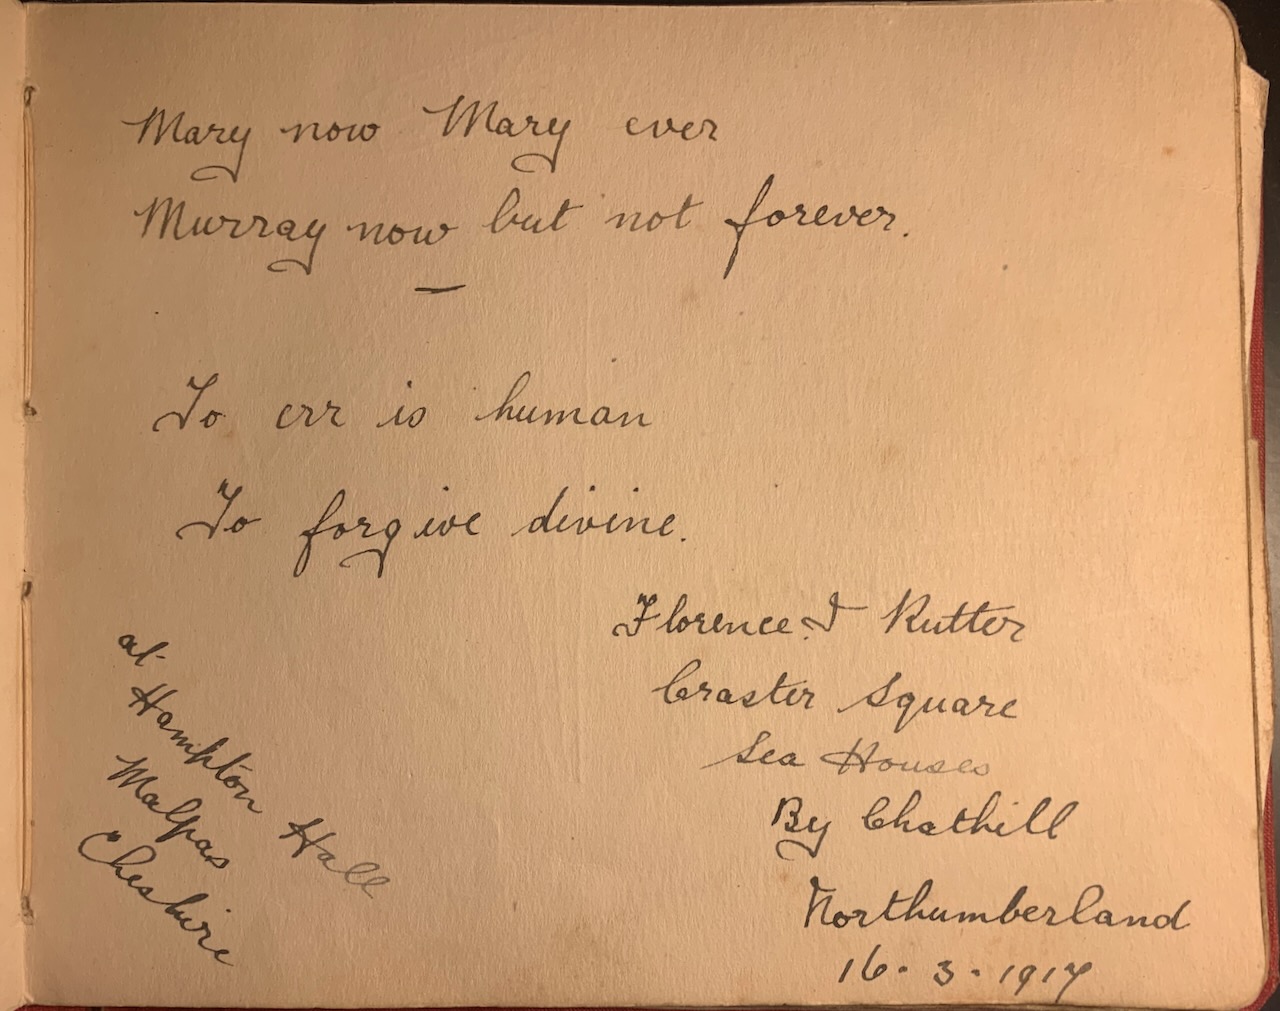 Mary now Mary ever
Murray now but not forever.
To err is human
To forgive divine.
Florence. I Rutter
Craster Square
Sea Houses
By Chathill
Northumberland
16. 3. 1917
at Hampton Hall
Malpas
Cheshire